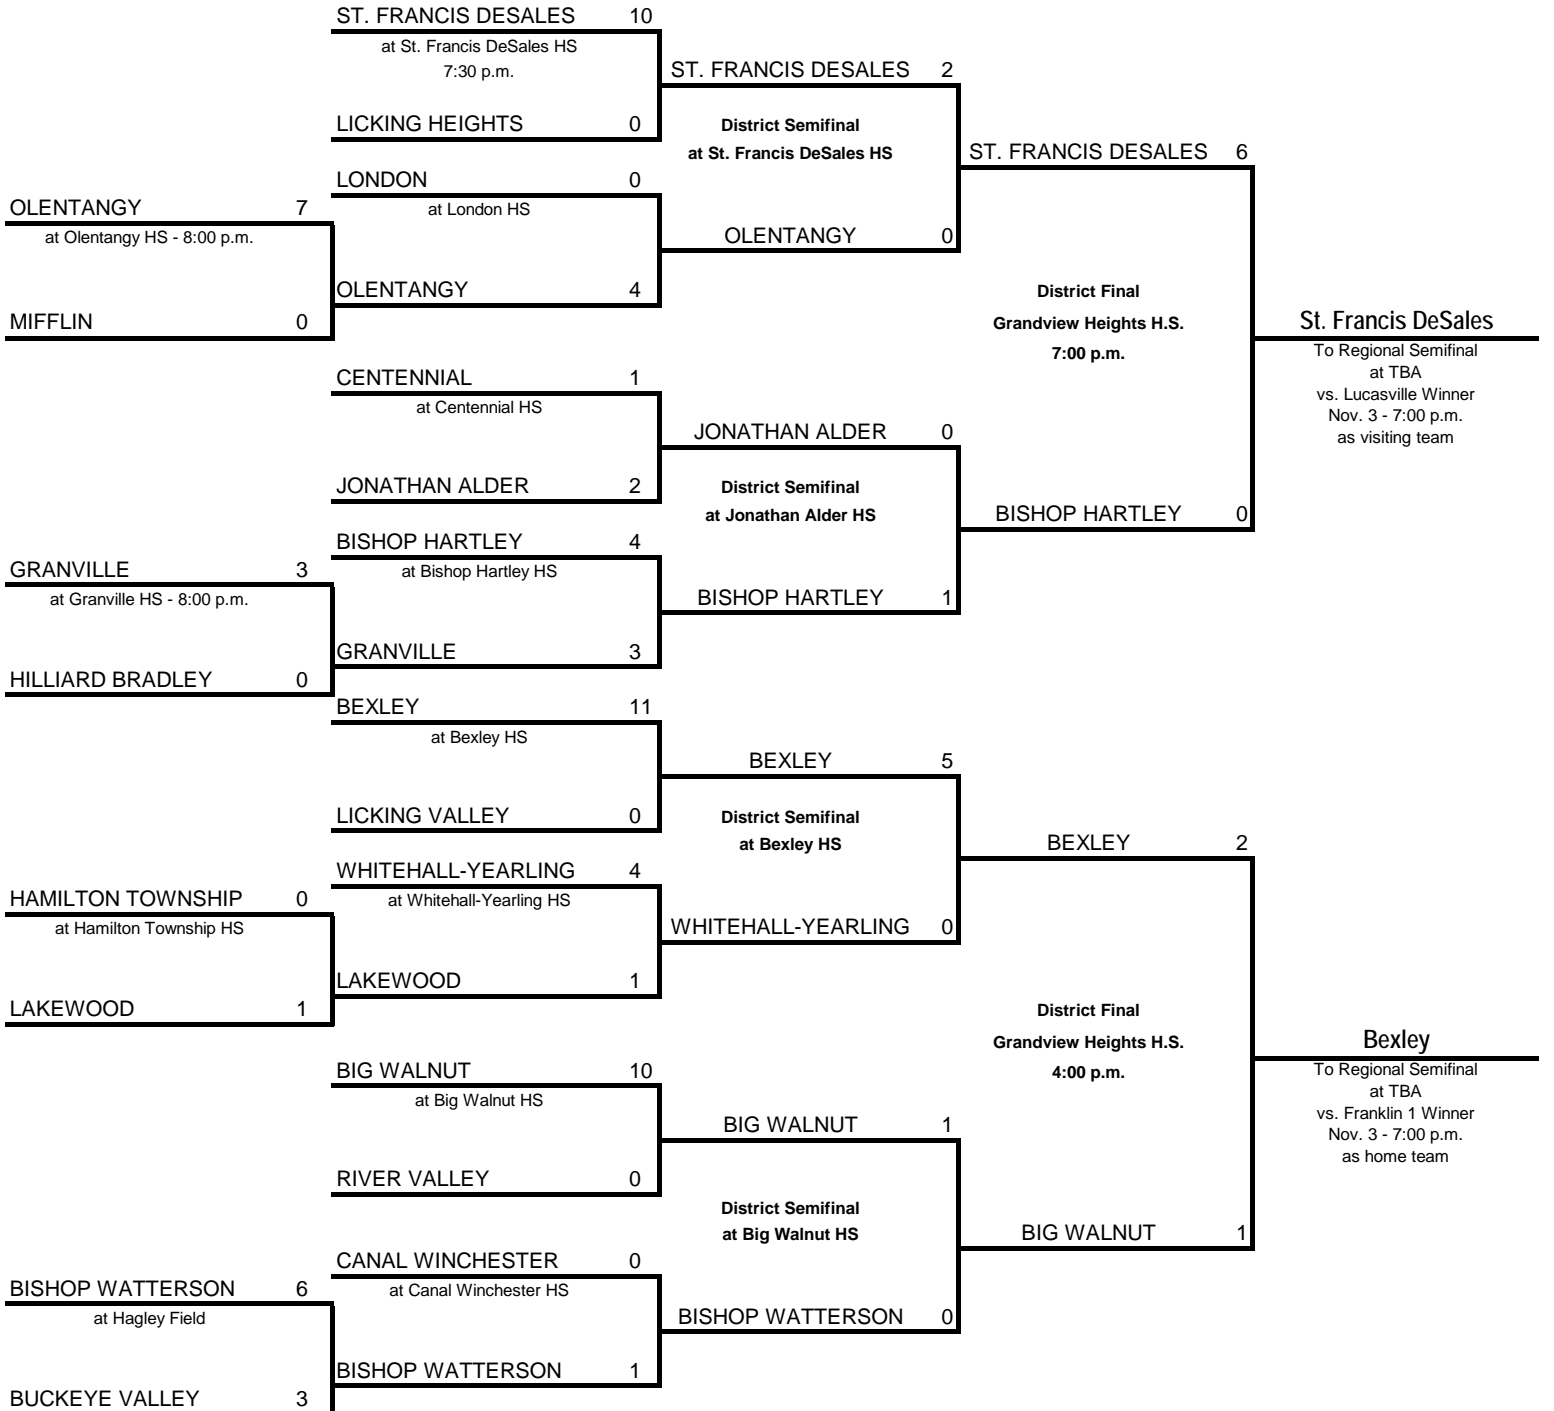 ST. FRANCIS DESALES 10
at St. Francis DeSales HS
7:30 p.m.
ST. FRANCIS DESALES 2
LICKING HEIGHTS 0
District Semifinal
at St. Francis DeSales HS
ST. FRANCIS DESALES 6
LONDON 0
OLENTANGY 7
at London HS
at Olentangy HS - 8:00 p.m.
OLENTANGY 0
OLENTANGY 4
District Final
MIFFLIN 0
Grandview Heights H.S.
St. Francis DeSales
7:00 p.m.
To Regional Semifinal
at TBA
vs. Lucasville Winner
Nov. 3 - 7:00 p.m.
as visiting team
CENTENNIAL 1
at Centennial HS
JONATHAN ALDER 0
JONATHAN ALDER 2
District Semifinal
at Jonathan Alder HS
BISHOP HARTLEY 0
BISHOP HARTLEY 4
GRANVILLE 3
at Bishop Hartley HS
at Granville HS - 8:00 p.m.
BISHOP HARTLEY 1
GRANVILLE 3
HILLIARD BRADLEY 0
BEXLEY 11
at Bexley HS
BEXLEY 5
LICKING VALLEY 0
District Semifinal
at Bexley HS
BEXLEY 2
WHITEHALL-YEARLING 4
HAMILTON TOWNSHIP 0
at Whitehall-Yearling HS
at Hamilton Township HS
WHITEHALL-YEARLING 0
LAKEWOOD 1
LAKEWOOD 1
District Final
Grandview Heights H.S.
4:00 p.m.
Bexley
To Regional Semifinal
at TBA
vs. Franklin 1 Winner
Nov. 3 - 7:00 p.m.
as home team
BIG WALNUT 10
at Big Walnut HS
BIG WALNUT 1
RIVER VALLEY 0
District Semifinal
at Big Walnut HS
BIG WALNUT 1
CANAL WINCHESTER 0
BISHOP WATTERSON 6
at Canal Winchester HS
at Hagley Field
BISHOP WATTERSON 0
BISHOP WATTERSON 1
BUCKEYE VALLEY 3